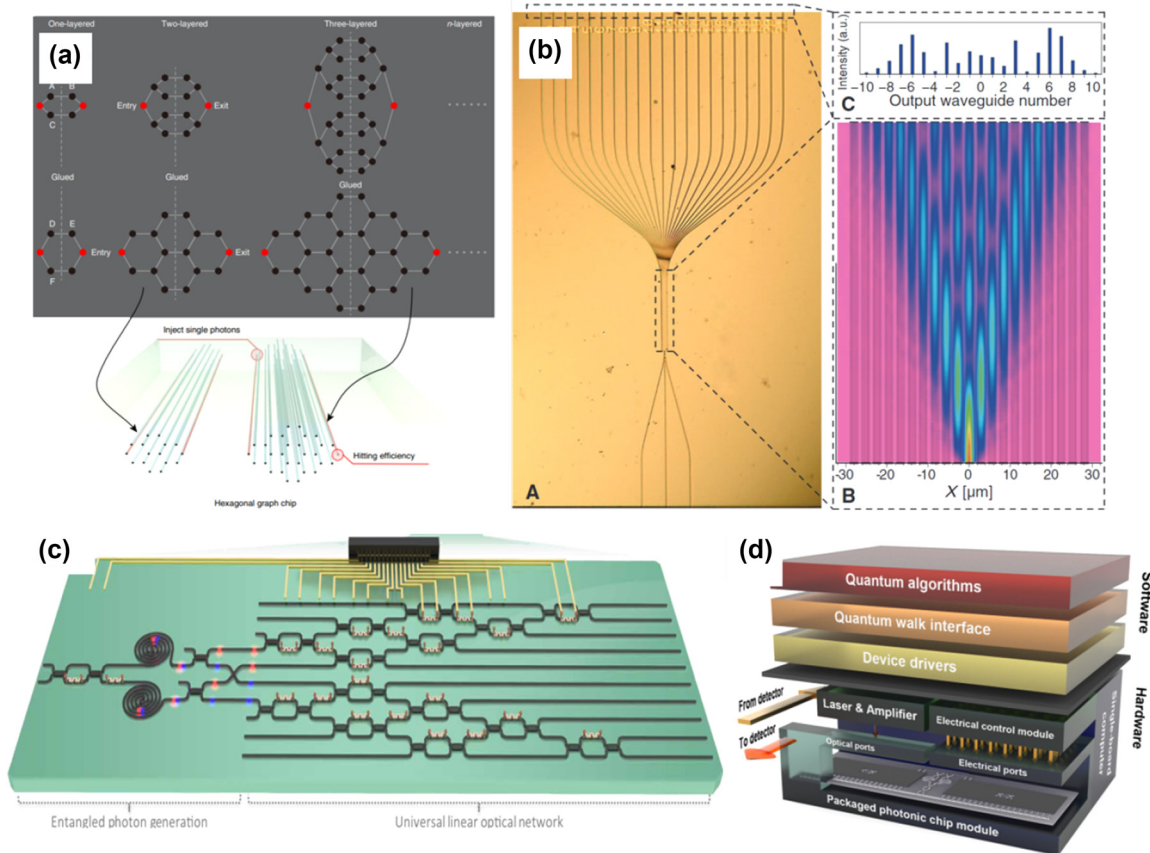 (a)
One-layered Two-layered Three-layered n-layered
A B
Entry Exit
C
Glued Glued Glued
D E
Entry Exit
F
Inject single photons
Hitting efficiency
Hexagonal graph chip
(b)
A
Intensity (a.u.)
-10 -8 -6 -4 -2 0 2 4 6 8 10
C Output waveguide number
-30 -20 -10 0 10 20 30
B X [µm]
(c)
Entangled photon generation Universal linear optical network
(d)
Quantum algorithms
Quantum walk interface
Device drivers
Software
From detector
To detector
Laser & Amplifier
Electrical control module
Optical ports
Electrical ports
Packaged photonic chip module
Single-board
computer
Hardware